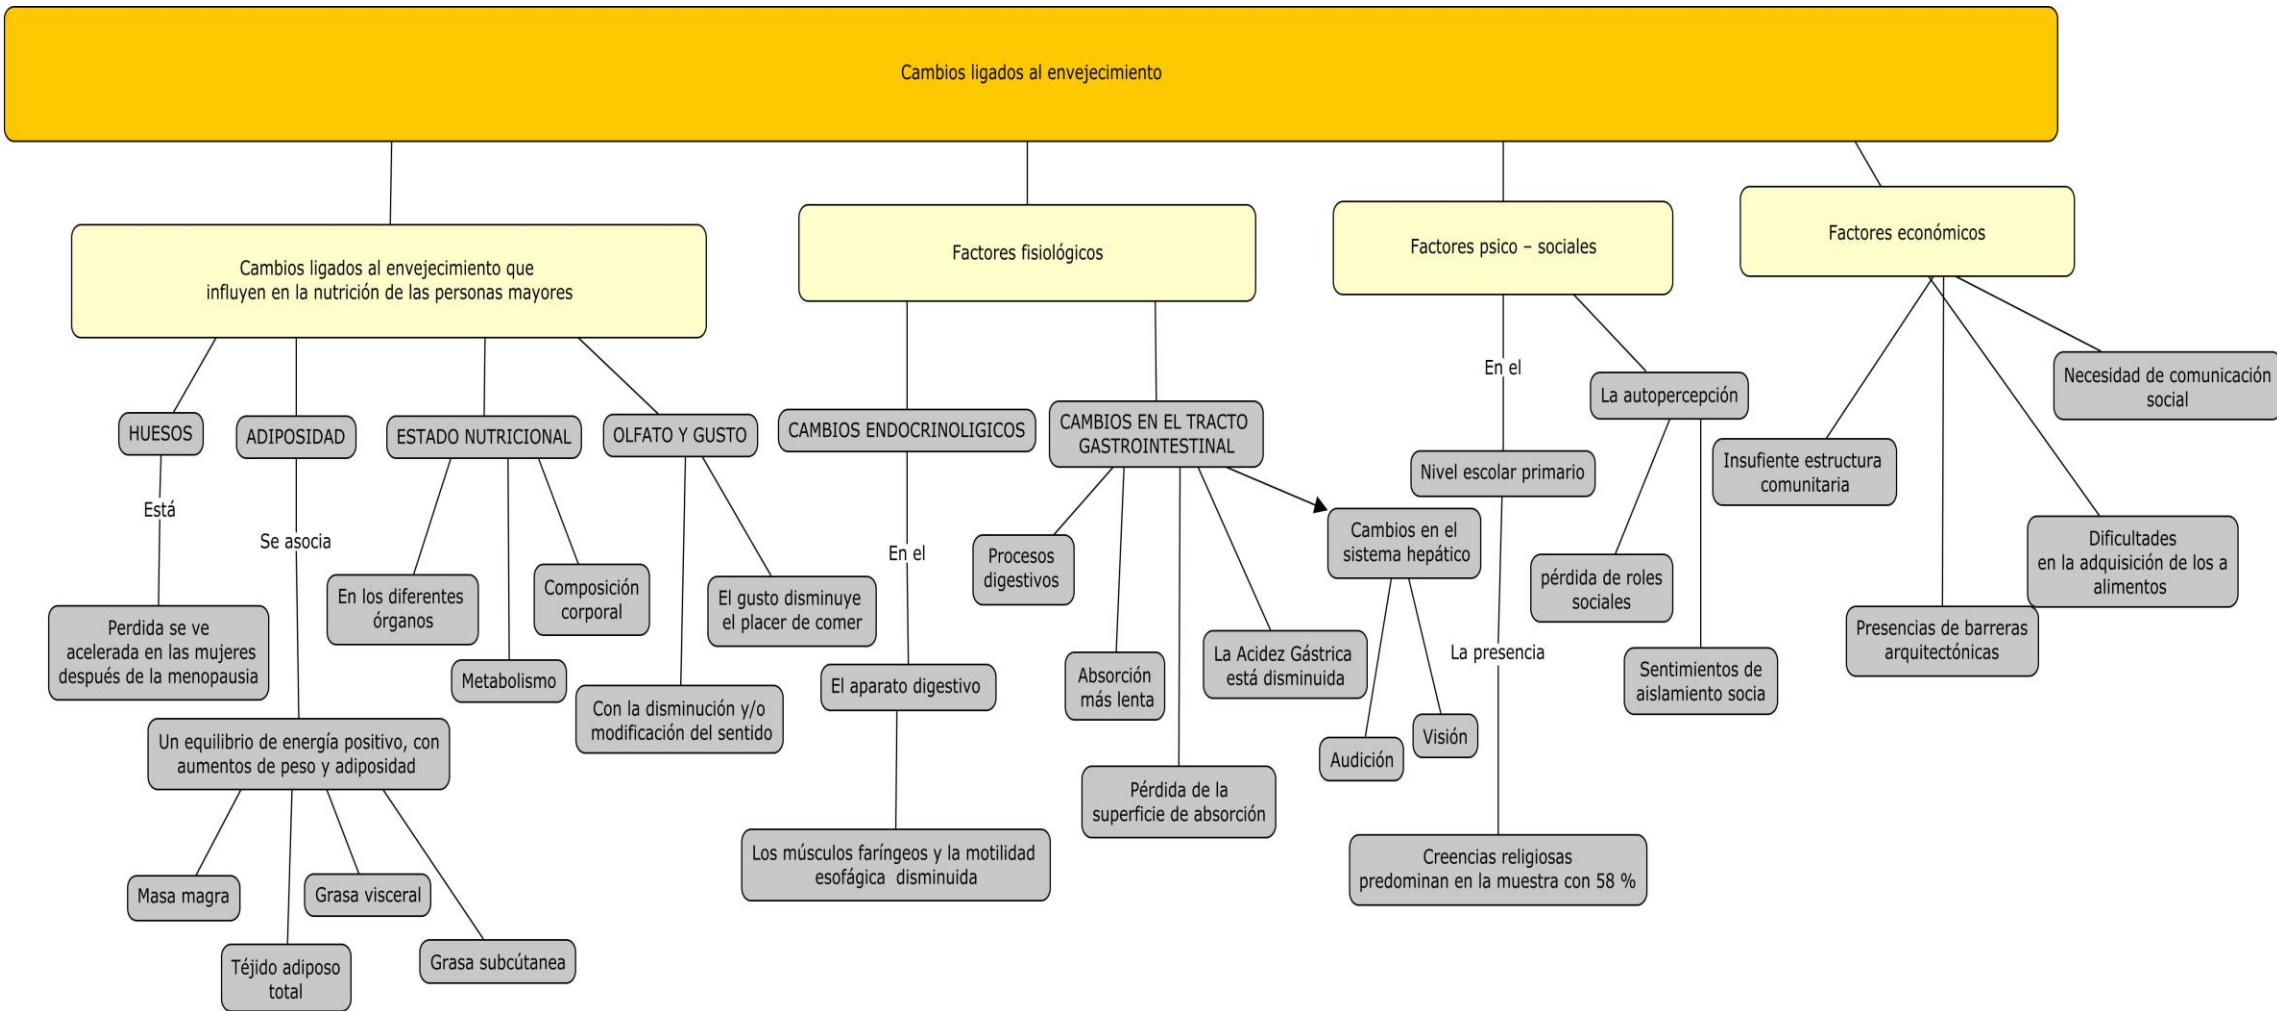 Cambios ligados al envejecimiento
Cambios ligados al envejecimiento que
influyen en la nutrición de las personas mayores
Factores fisiológicos
Factores psico – sociales
Factores económicos
HUESOS
ADIPOSIDAD
ESTADO NUTRICIONAL
OLFATO Y GUSTO
CAMBIOS ENDOCRINOLIGICOS
CAMBIOS EN EL TRACTO
GASTROINTESTINAL
En el
La autopercepción
Necesidad de comunicación
social
Está
Se asocia
En los diferentes
órganos
Metabolismo
Composición
corporal
Con la disminución y/o
modificación del sentido
El gusto disminuye
el placer de comer
En el
El aparato digestivo
Procesos
digestivos
Absorción
más lenta
Pérdida de la
superficie de absorción
La Acidez Gástrica
está disminuida
Cambios en el
sistema hepático
Audición
Visión
Nivel escolar primario
La presencia
pérdida de roles
sociales
Sentimientos de
aislamiento socia
Insufiente estructura
comunitaria
Presencias de barreras
arquitectónicas
Dificultades
en la adquisición de los a
alimentos
Perdida se ve
acelerada en las mujeres
después de la menopausia
Un equilibrio de energía positivo, con
aumentos de peso y adiposidad
Masa magra
Téjido adiposo
total
Grasa visceral
Grasa subcútanea
Los músculos faríngeos y la motilidad
esofágica disminuida
Creencias religiosas
predominan en la muestra con 58 %